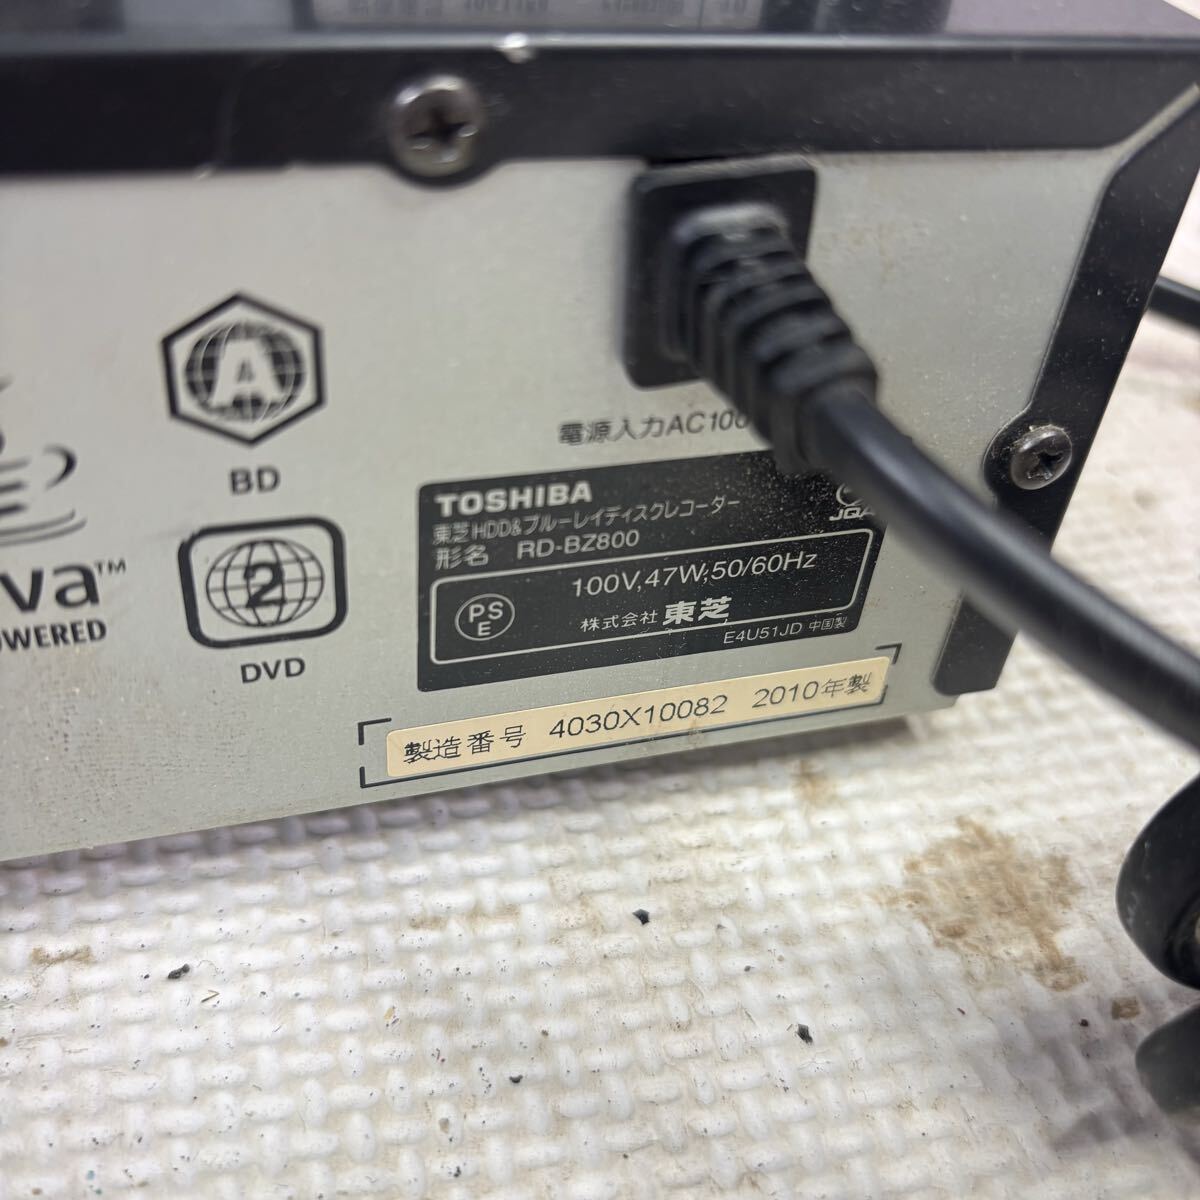 A
BD
2
DVD
電源入力AC100
TOSHIBA
東芝HDD&ブルーレイディスクレコーダー
形名 RD-BZ800
JQA
100V,47W,50/60Hz
PS
E
株式会社 東芝
E4U51JD 中国製
製造番号 4030X10082 2010年製
va™
OWERED